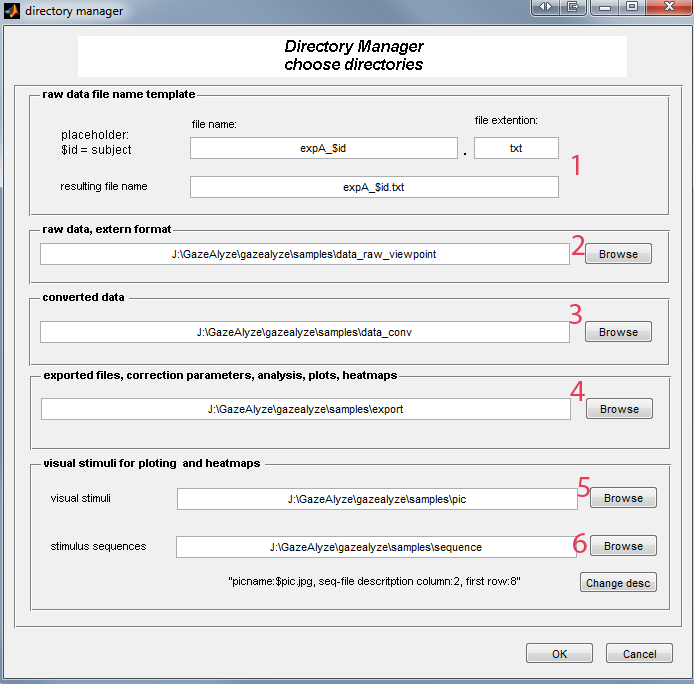 directory manager
Directory Manager
choose directories
raw data file name template
file name:
file extention:
placeholder:
$id = subject
expA_$id . txt
1
resulting file name
expA_$id.txt
raw data, extern format
J:\GazeAlyze\gazealyze\samples\data_raw_viewpoint
2
Browse
converted data
J:\GazeAlyze\gazealyze\samples\data_conv
3
Browse
exported files, correction parameters, analysis, plots, heatmaps
J:\GazeAlyze\gazealyze\samples\export
4
Browse
visual stimuli for ploting and heatmaps
visual stimuli
J:\GazeAlyze\gazealyze\samples\pic
5
Browse
stimulus sequences
J:\GazeAlyze\gazealyze\samples\sequence
6
Browse
"picname:$pic.jpg, seq-file descritption column:2, first row:8"
Change desc
OK
Cancel